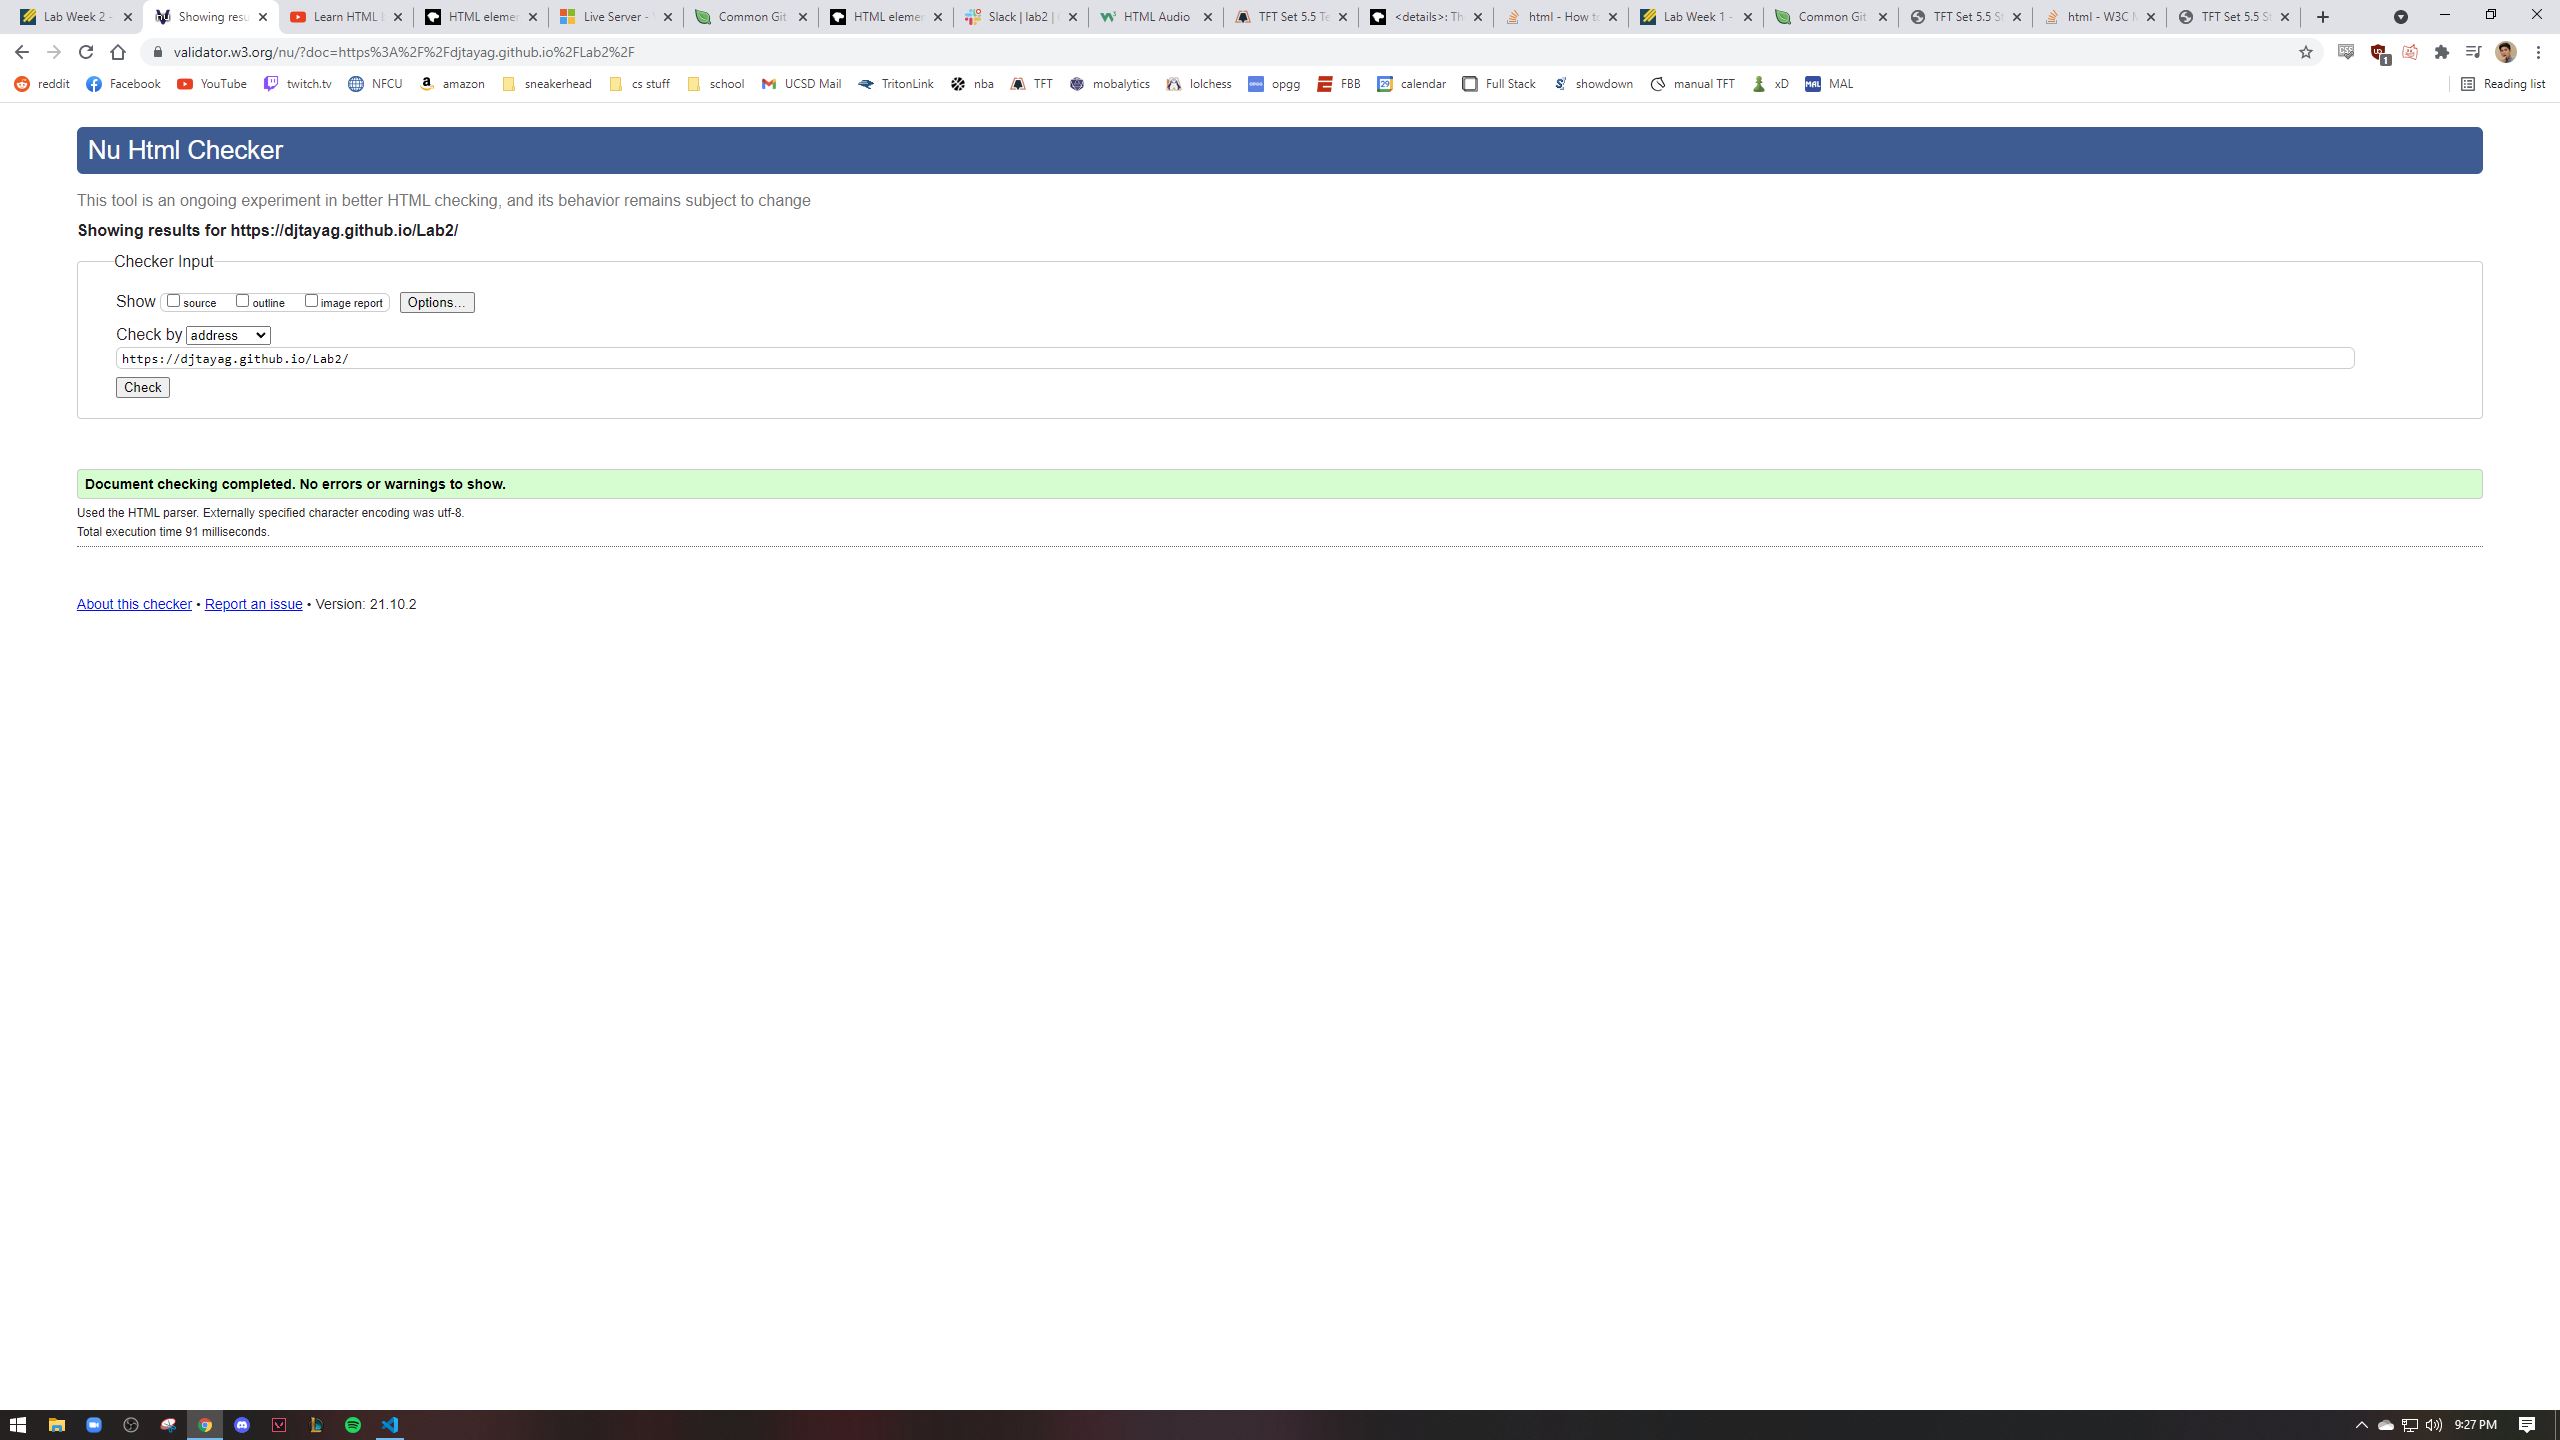 Lab Week 2 -
Showing resu
Learn HTML
HTML elemen
Live Server -
Common Git
HTML elemen
Slack | lab2 |
HTML Audio
TFT Set 5.5 Te
<details>: Th
html - How to
Lab Week 1 -
Common Git
TFT Set 5.5 St
html - W3C
TFT Set 5.5 St
validator.w3.org/nu/?doc=https%3A%2F%2Fdjtayag.github.io%2FLab2%2F
reddit
Facebook
YouTube
twitch.tv
NFCU
amazon
sneakerhead
cs stuff
school
UCSD Mail
TritonLink
nba
TFT
mobalytics
lolchess
opgg
FBB
calendar
Full Stack
showdown
manual TFT
xD
MAL
Reading list
Nu Html Checker
This tool is an ongoing experiment in better HTML checking, and its behavior remains subject to change
Showing results for https://djtayag.github.io/Lab2/
Checker Input
Show source outline image report Options...
Check by address
https://djtayag.github.io/Lab2/
Check
Document checking completed. No errors or warnings to show.
Used the HTML parser. Externally specified character encoding was utf-8.
Total execution time 91 milliseconds.
About this checker • Report an issue • Version: 21.10.2
9:27 PM